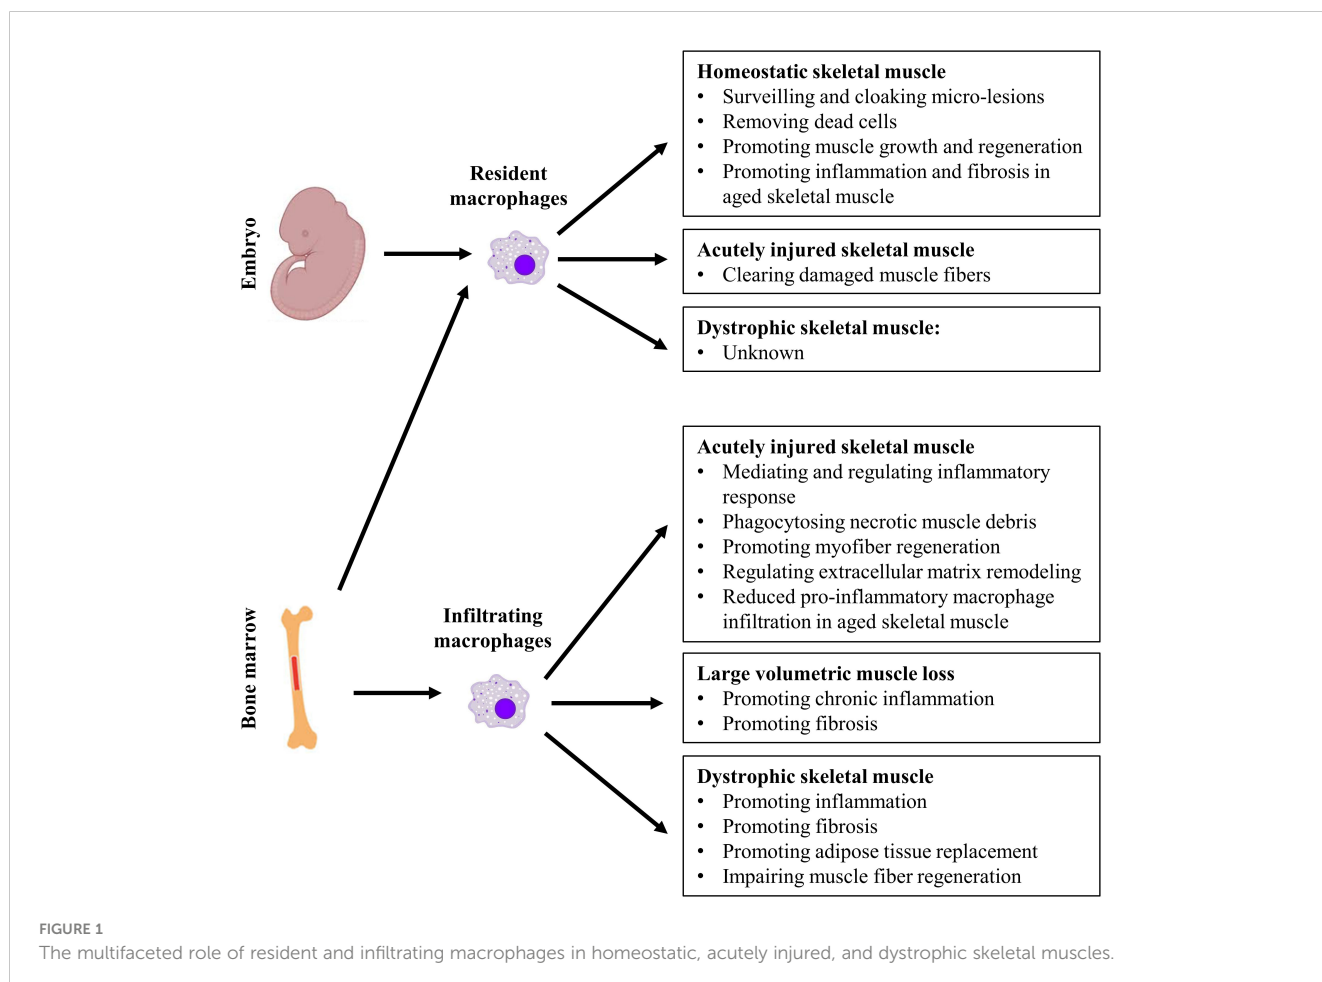 Homeostatic skeletal muscle
• Surveilling and cloaking micro-lesions
• Removing dead cells
• Promoting muscle growth and regeneration
• Promoting inflammation and fibrosis in
aged skeletal muscle
Resident
macrophages
Embryo
Acutely injured skeletal muscle
• Clearing damaged muscle fibers
Dystrophic skeletal muscle:
• Unknown
Acutely injured skeletal muscle
• Mediating and regulating inflammatory
response
• Phagocytosing necrotic muscle debris
• Promoting myofiber regeneration
• Regulating extracellular matrix remodeling
• Reduced pro-inflammatory macrophage
infiltration in aged skeletal muscle
Infiltrating
macrophages
Bone marrow
Large volumetric muscle loss
• Promoting chronic inflammation
• Promoting fibrosis
Dystrophic skeletal muscle
• Promoting inflammation
• Promoting fibrosis
• Promoting adipose tissue replacement
• Impairing muscle fiber regeneration
FIGURE 1
The multifaceted role of resident and infiltrating macrophages in homeostatic, acutely injured, and dystrophic skeletal muscles.